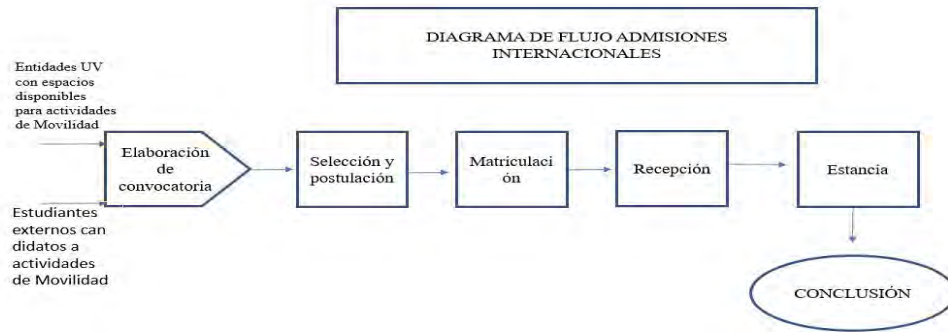 DIAGRAMA DE FLUJO ADMISIONES
INTERNACIONALES
Entidades UV
con espacios
disponibles
para actividades
de Movilidad
Elaboración
de
convocatoria
Selección y
postulación
Matriculaci
ón
Recepción
Estancia
Estudiantes
externos can
didatos a
actividades
de Movilidad
CONCLUSIÓN